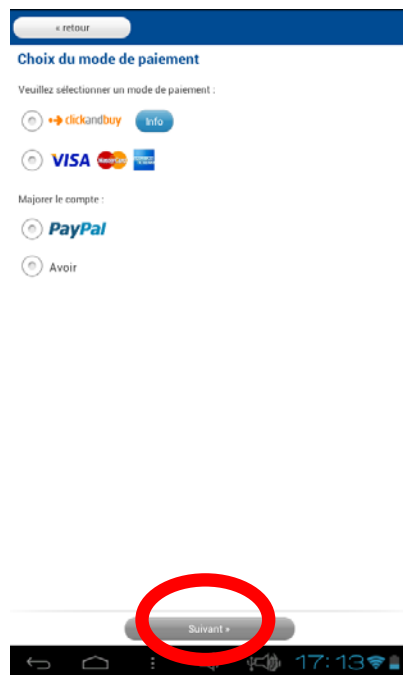 « retour
Choix du mode de paiement
Veuillez sélectionner un mode de paiement :
clickandbuy Info
VISA MasterCard
Majorer le compte :
PayPal
Avoir
Suivant »
17:13